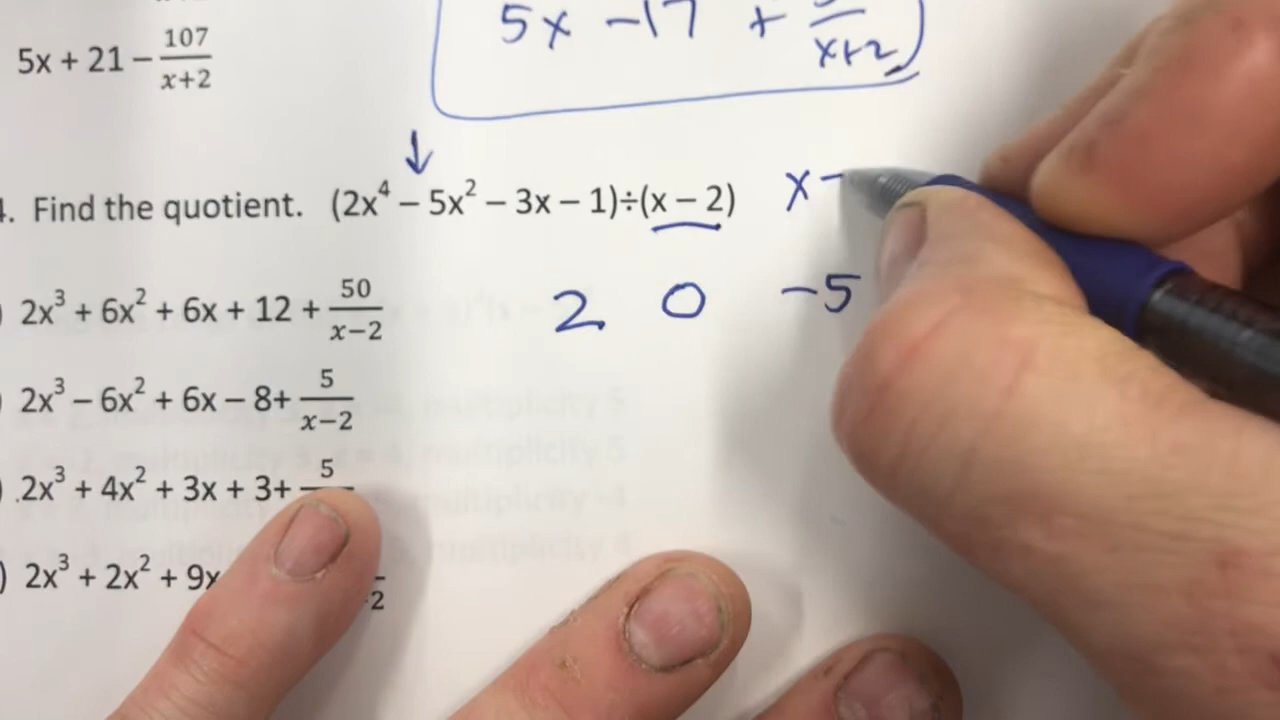 5x + 21 − 107/x+2
5x −17 + /x+2
4. Find the quotient. (2x⁴ − 5x² − 3x − 1)÷(x − 2)
x −
) 2x³ + 6x² + 6x + 12 + 50/x−2
2 0 −5
) 2x³ − 6x² + 6x − 8+ 5/x−2
) 2x³ + 4x² + 3x + 3+ 5
) 2x³ + 2x² + 9x
-2